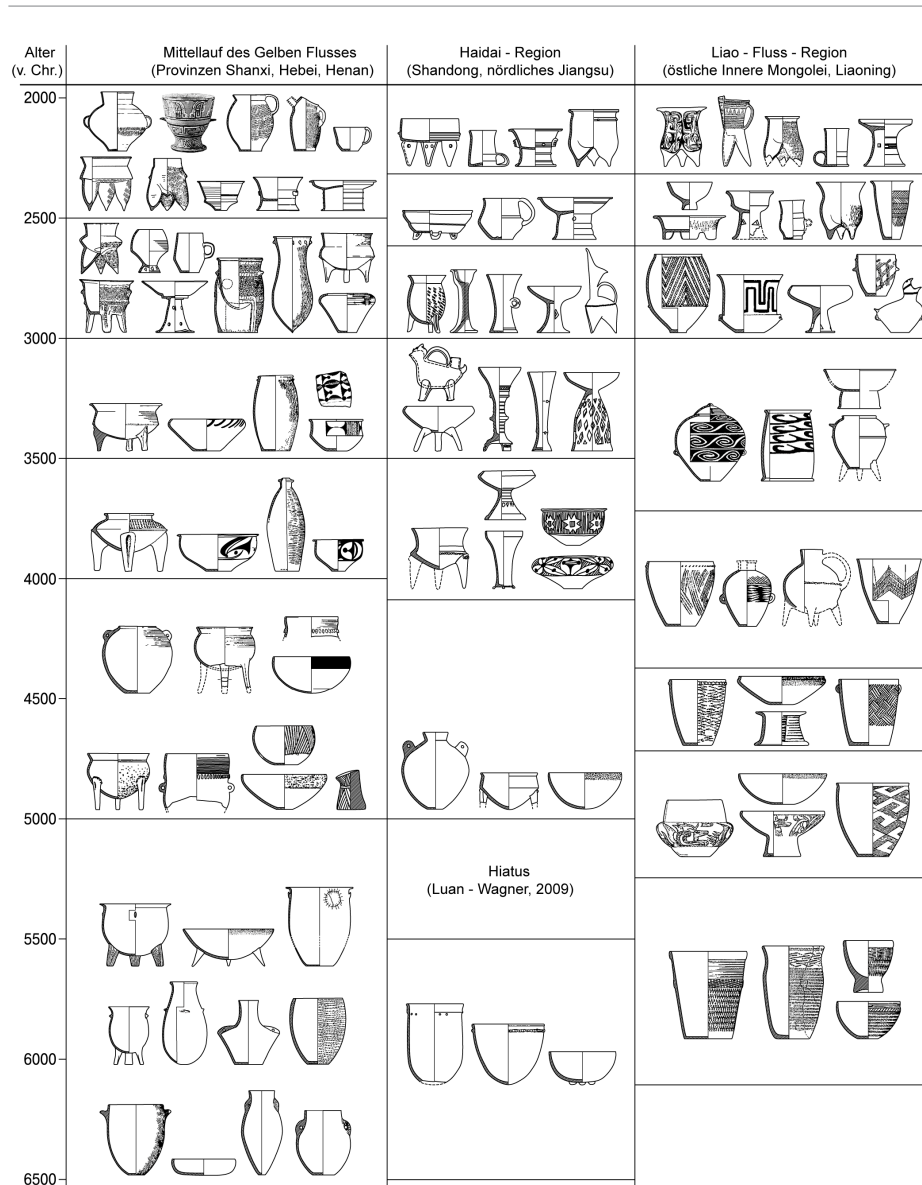 Alter
(v. Chr.)
Mittellauf des Gelben Flusses
(Provinzen Shanxi, Hebei, Henan)
Haidai - Region
(Shandong, nördliches Jiangsu)
Liao - Fluss - Region
(östliche Innere Mongolei, Liaoning)
2000
2500
3000
3500
4000
4500
5000
Hiatus
(Luan - Wagner, 2009)
5500
6000
6500